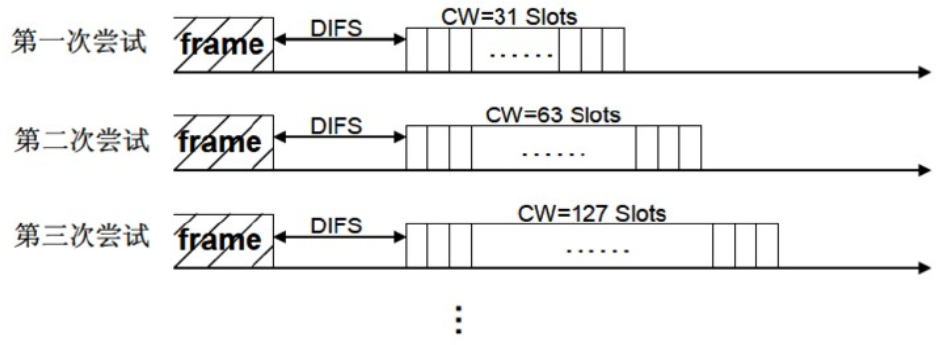 CW=31 Slots
第一次尝试 frame DIFS ......
CW=63 Slots
第二次尝试 frame DIFS ......
CW=127 Slots
第三次尝试 frame DIFS ......
⋮